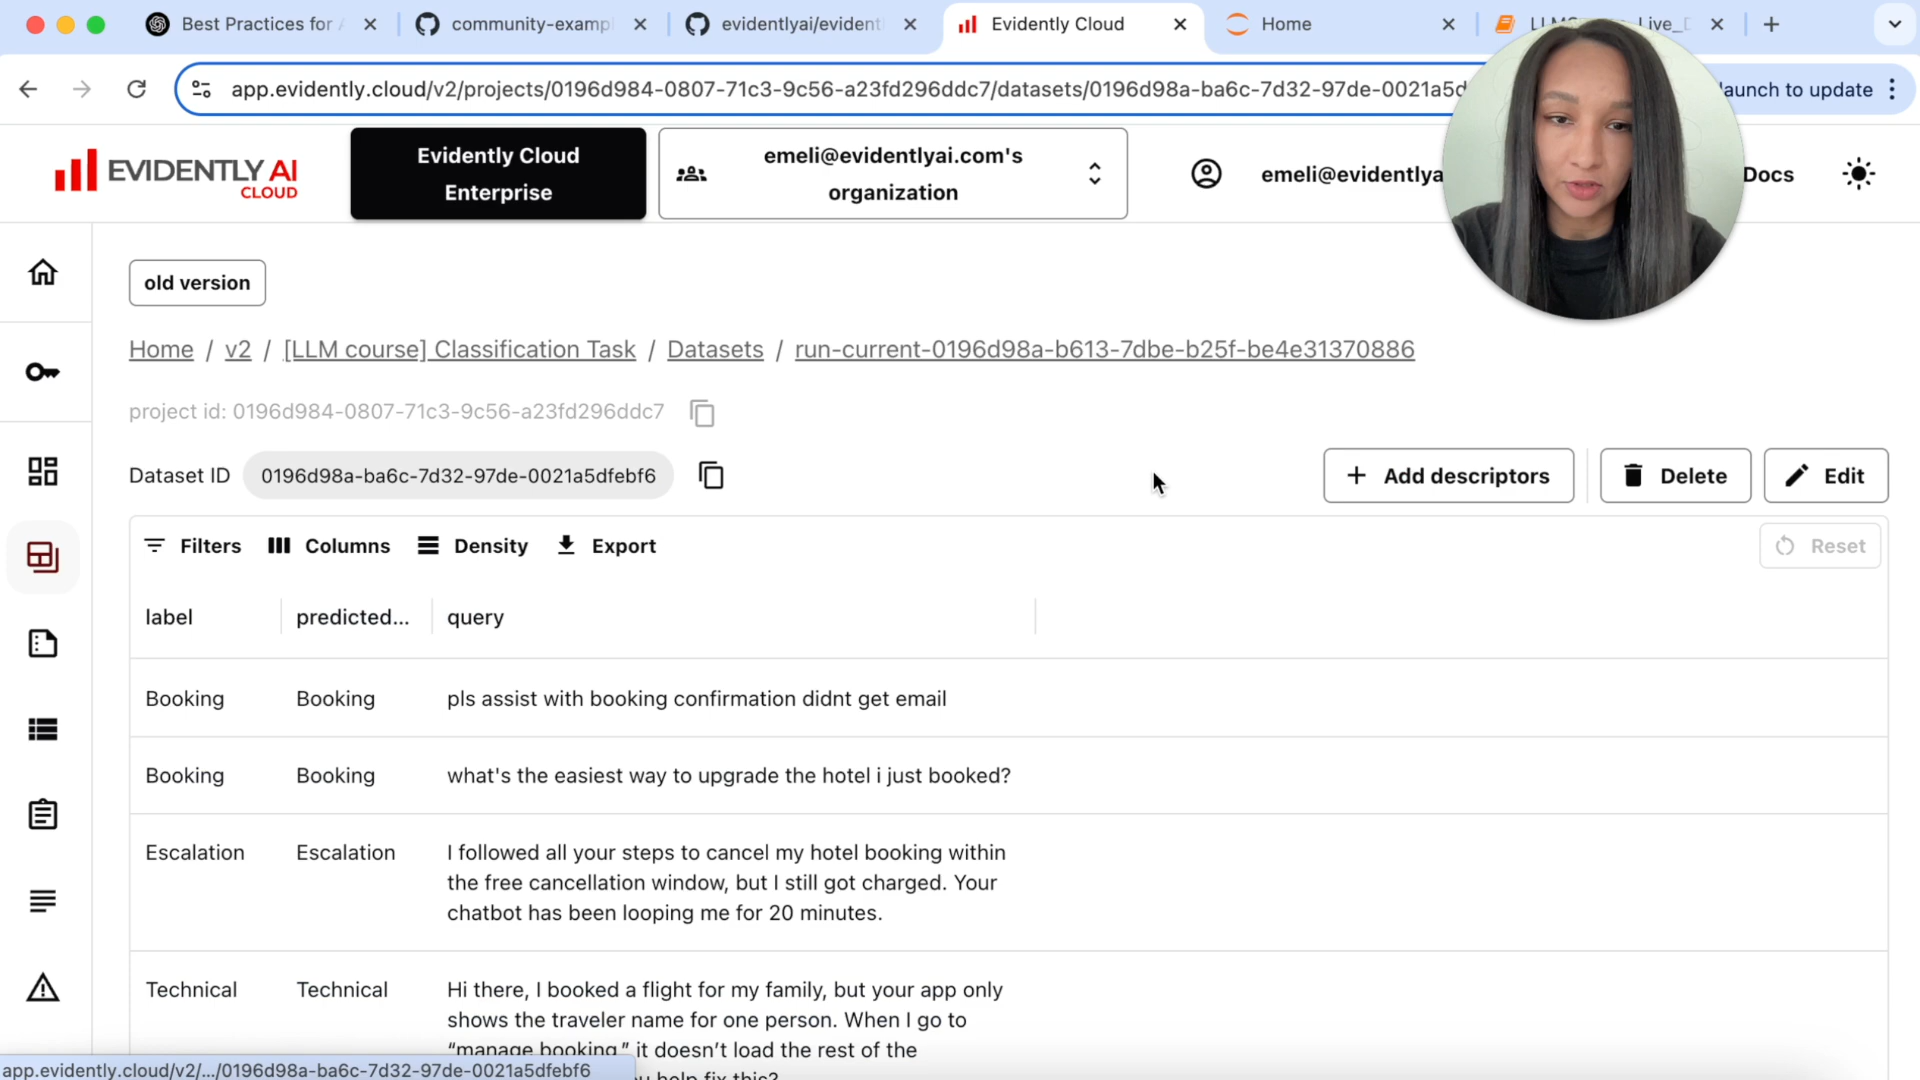 Best Practices for A
community-exampl
evidentlyai/evidentl
Evidently Cloud
Home
app.evidently.cloud/v2/projects/0196d984-0807-71c3-9c56-a23fd296ddc7/datasets/0196d98a-ba6c-7d32-97de-0021a5d
launch to update
EVIDENTLY AI
CLOUD
Evidently Cloud
Enterprise
emeli@evidentlyai.com's
organization
emeli@evidentlya
Docs
old version
Home / v2 / [LLM course] Classification Task / Datasets / run-current-0196d98a-b613-7dbe-b25f-be4e31370886
project id: 0196d984-0807-71c3-9c56-a23fd296ddc7
Dataset ID 0196d98a-ba6c-7d32-97de-0021a5dfebf6
Add descriptors
Delete
Edit
Filters Columns Density Export
Reset
label predicted... query
Booking Booking pls assist with booking confirmation didnt get email
Booking Booking what's the easiest way to upgrade the hotel i just booked?
Escalation Escalation I followed all your steps to cancel my hotel booking within
the free cancellation window, but I still got charged. Your
chatbot has been looping me for 20 minutes.
Technical Technical Hi there, I booked a flight for my family, but your app only
shows the traveler name for one person. When I go to
“manage booking,” it doesn’t load the rest of the
help fix this?
app.evidently.cloud/v2/.../0196d98a-ba6c-7d32-97de-0021a5dfebf6